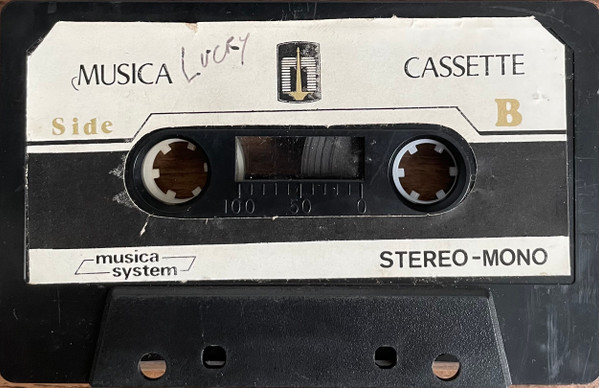 MUSICA Lucky CASSETTE
Side B
100 50 0
musica
system
STEREO-MONO